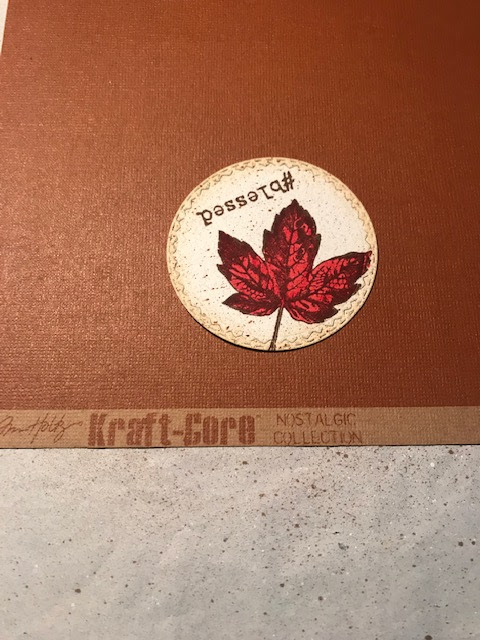 #blessed
Tim Holtz Kraft-Core™ NOSTALGIC
COLLECTION